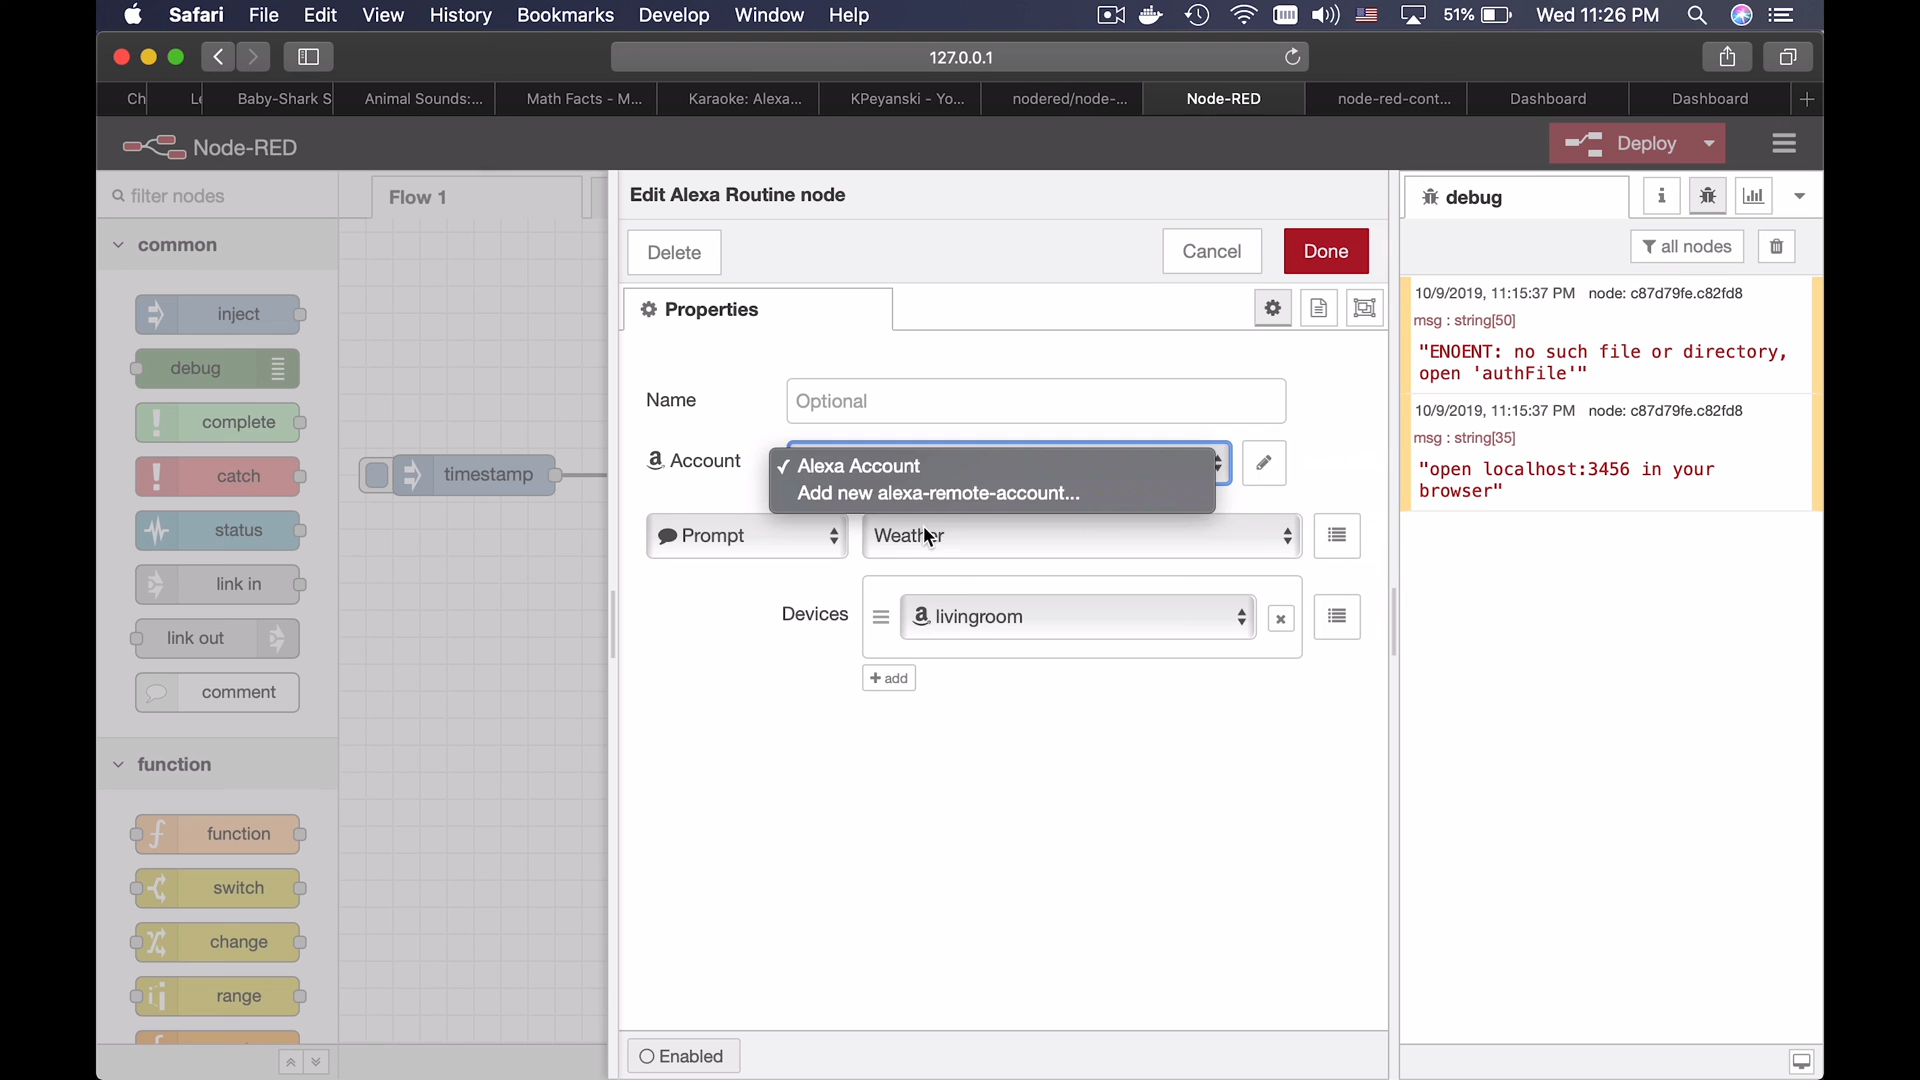 Safari File Edit View History Bookmarks Develop Window Help 51% Wed 11:26 PM
127.0.0.1
Ch Baby-Shark S Animal Sounds:... Math Facts - M... Karaoke: Alexa... KPeyanski - Yo... nodered/node-... Node-RED node-red-cont... Dashboard Dashboard +
Node-RED Deploy
filter nodes
Flow 1
Edit Alexa Routine node
debug
Delete Cancel Done
all nodes
Properties
common
inject
debug
complete
catch
status
link in
link out
comment
function
function
switch
change
range
timestamp
Name Optional
Account
Alexa Account
Add new alexa-remote-account...
Prompt Weather
Devices livingroom
+ add
Enabled
10/9/2019, 11:15:37 PM node: c87d79fe.c82fd8
msg : string[50]
"ENOENT: no such file or directory,
open 'authFile'"
10/9/2019, 11:15:37 PM node: c87d79fe.c82fd8
msg : string[35]
"open localhost:3456 in your
browser"